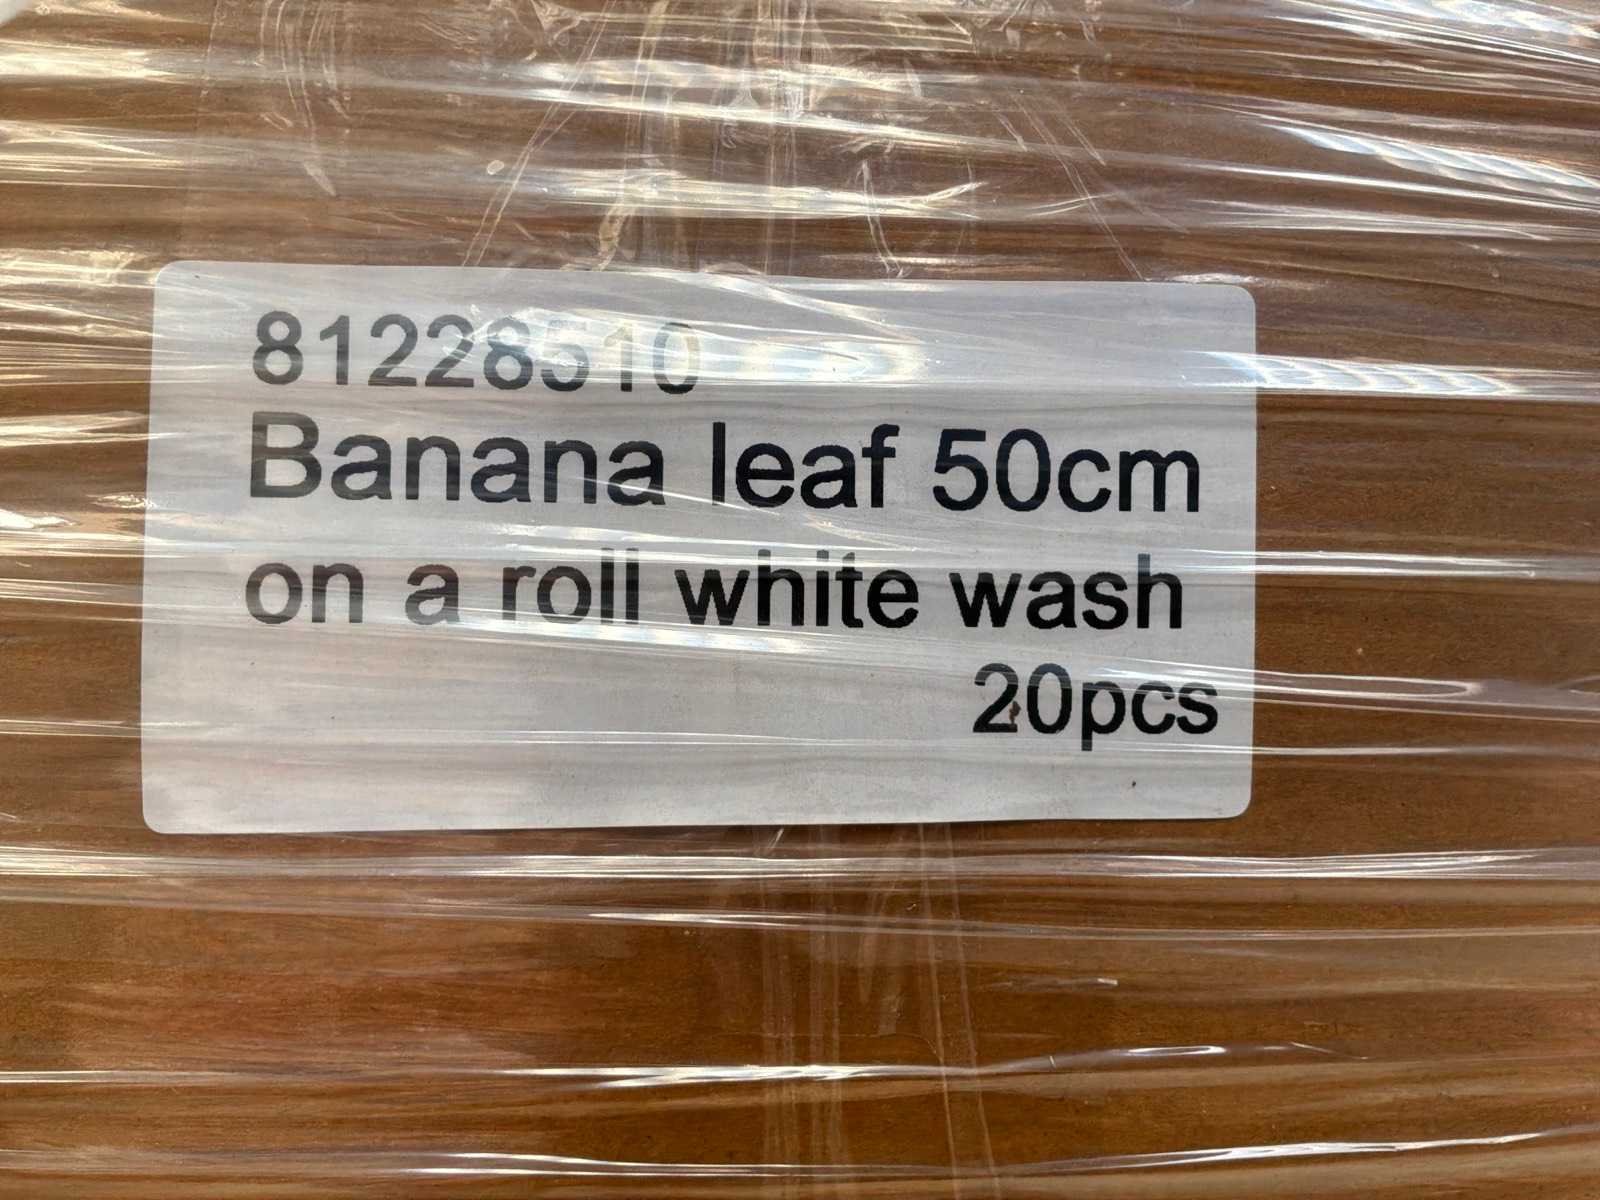 81228510
Banana leaf 50cm
on a roll white wash
20pcs